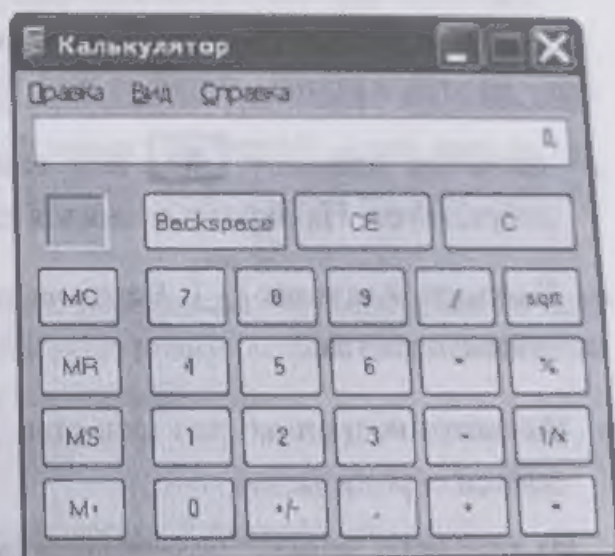 Калькулятор
Правка Вид Справка
0,
Backspace CE C
MC 7 8 9 / sqrt
MR 4 5 6 * %
MS 1 2 3 - 1/x
M+ 0 +/- , + =